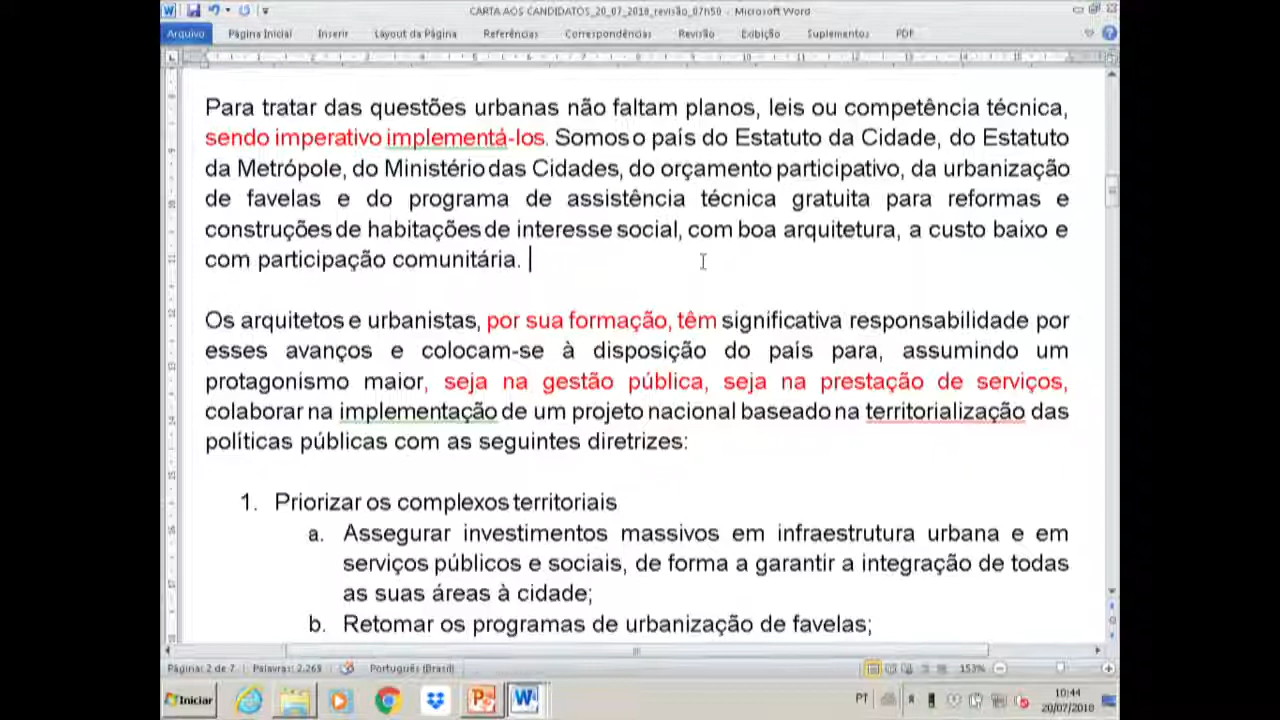 CARTA AOS CANDIDATOS_20_07_2018_revisão_07h50 - Microsoft Word
Arquivo Página Inicial Inserir Layout da Página Referências Correspondências Revisão Exibição Suplementos PDF
Para tratar das questões urbanas não faltam planos, leis ou competência técnica,
sendo imperativo implementá-los. Somos o país do Estatuto da Cidade, do Estatuto
da Metrópole, do Ministério das Cidades, do orçamento participativo, da urbanização
de favelas e do programa de assistência técnica gratuita para reformas e
construções de habitações de interesse social, com boa arquitetura, a custo baixo e
com participação comunitária.
Os arquitetos e urbanistas, por sua formação, têm significativa responsabilidade por
esses avanços e colocam-se à disposição do país para, assumindo um
protagonismo maior, seja na gestão pública, seja na prestação de serviços,
colaborar na implementação de um projeto nacional baseado na territorialização das
políticas públicas com as seguintes diretrizes:
1. Priorizar os complexos territoriais
a. Assegurar investimentos massivos em infraestrutura urbana e em
serviços públicos e sociais, de forma a garantir a integração de todas
as suas áreas à cidade;
b. Retomar os programas de urbanização de favelas;
Página: 2 de 7 Palavras: 2.269 Português (Brasil) 153%
Iniciar PT 10:44
20/07/2018